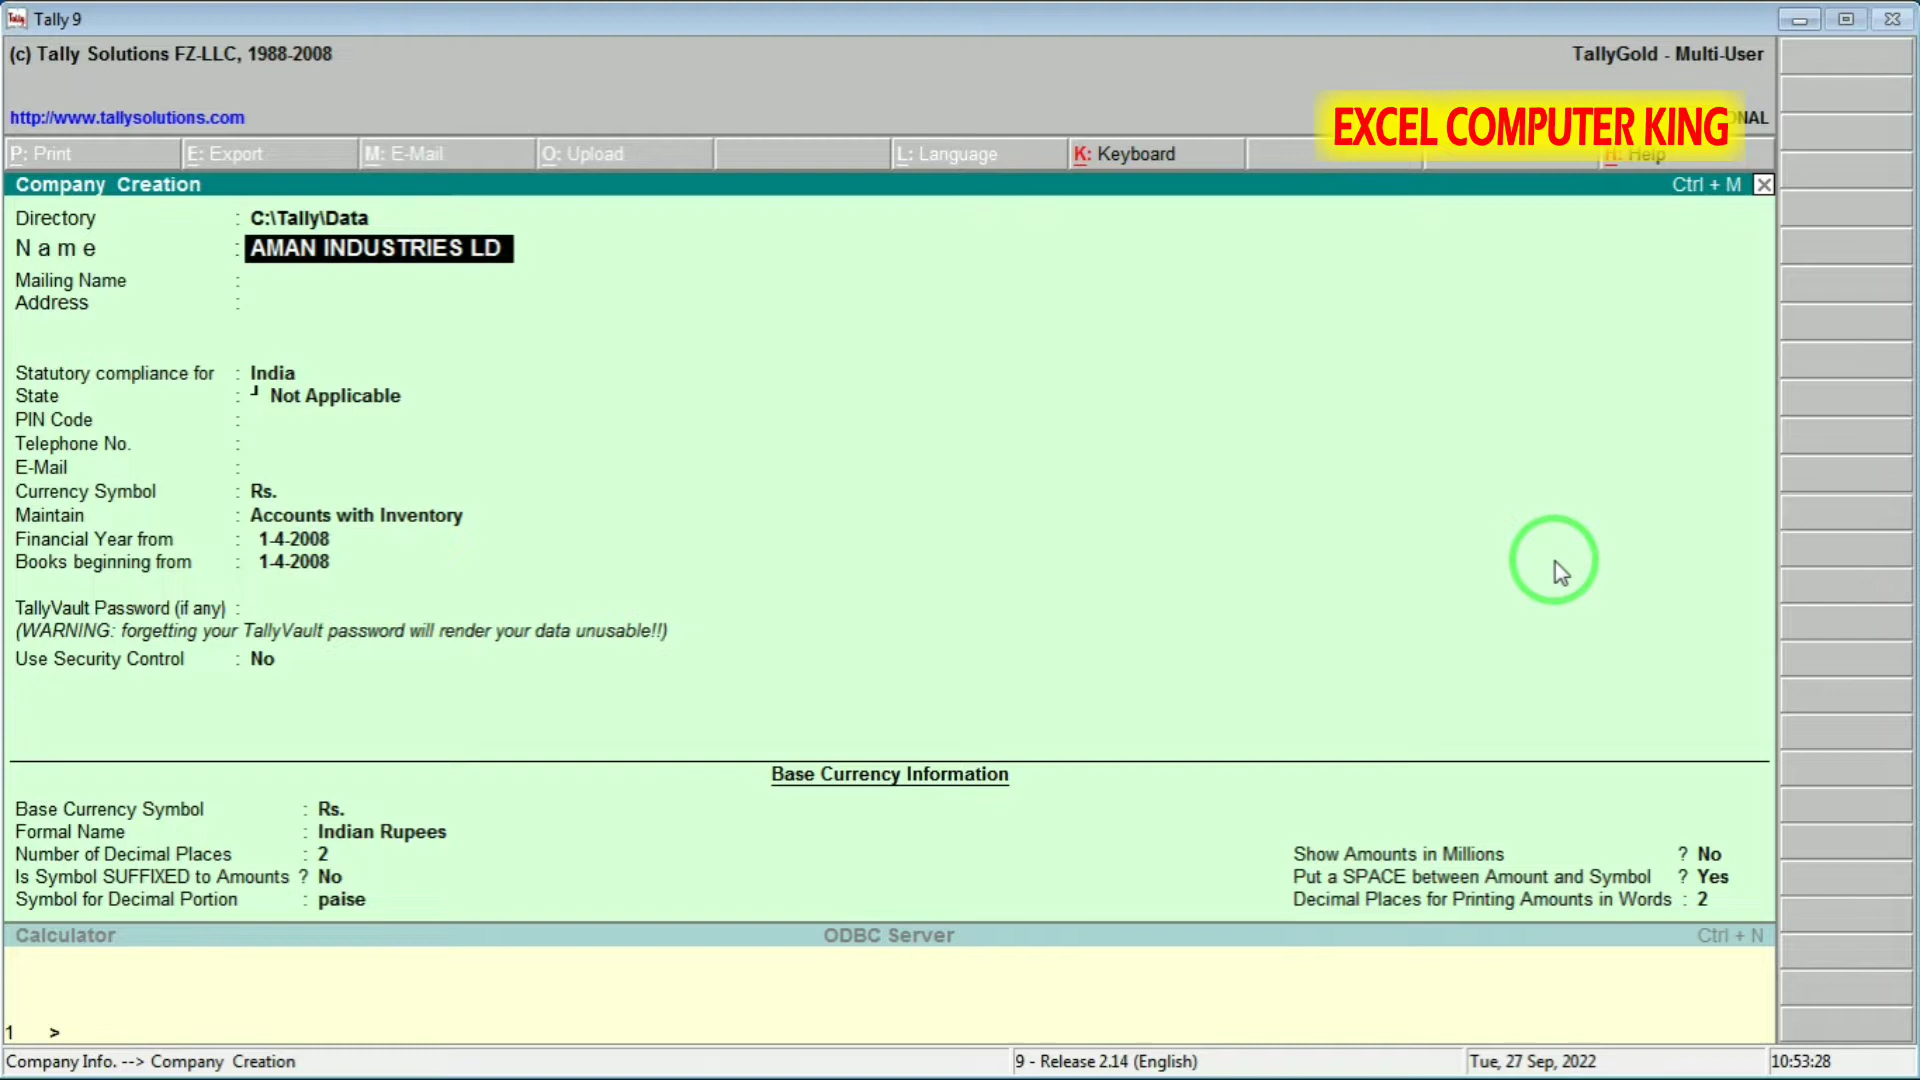 Tally 9
(c) Tally Solutions FZ-LLC, 1988-2008 TallyGold - Multi-User
http://www.tallysolutions.com EXCEL COMPUTER KING
P: Print E: Export M: E-Mail O: Upload L: Language K: Keyboard H: Help
Company Creation Ctrl + M
Directory : C:\Tally\Data
Name : AMAN INDUSTRIES LD
Mailing Name :
Address :
Statutory compliance for : India
State : ┘ Not Applicable
PIN Code :
Telephone No. :
E-Mail :
Currency Symbol : Rs.
Maintain : Accounts with Inventory
Financial Year from : 1-4-2008
Books beginning from : 1-4-2008
TallyVault Password (if any) :
(WARNING: forgetting your TallyVault password will render your data unusable!!)
Use Security Control : No
Base Currency Information
Base Currency Symbol : Rs.
Formal Name : Indian Rupees
Number of Decimal Places : 2 Show Amounts in Millions ? No
Is Symbol SUFFIXED to Amounts ? No Put a SPACE between Amount and Symbol ? Yes
Symbol for Decimal Portion : paise Decimal Places for Printing Amounts in Words : 2
Calculator ODBC Server Ctrl + N
1 >
Company Info. --> Company Creation 9 - Release 2.14 (English) Tue, 27 Sep, 2022 10:53:28